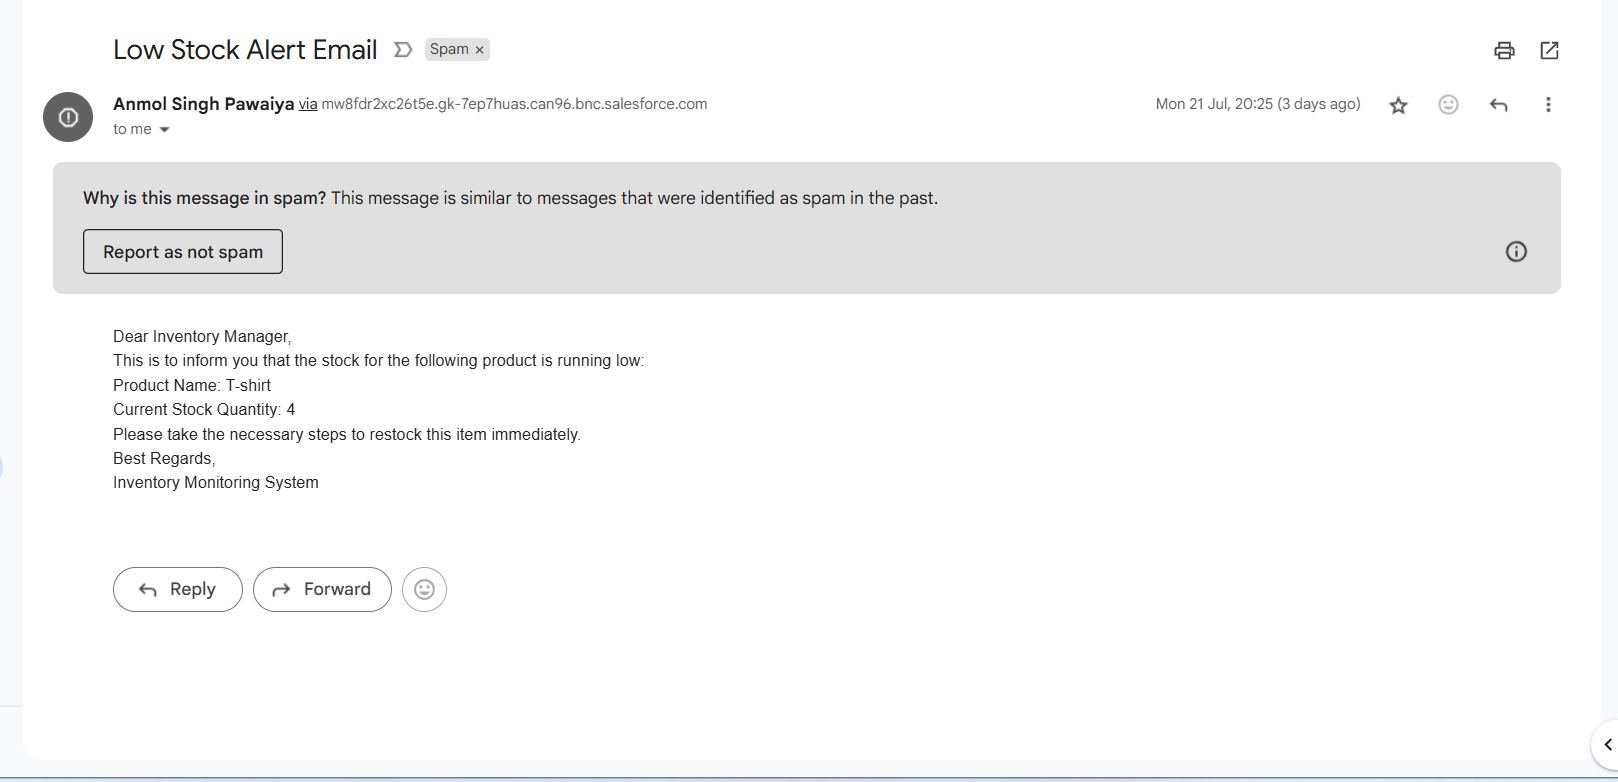 Low Stock Alert Email Spam ×
Anmol Singh Pawaiya via mw8fdr2xc26t5e.gk-7ep7huas.can96.bnc.salesforce.com Mon 21 Jul, 20:25 (3 days ago)
to me
Why is this message in spam? This message is similar to messages that were identified as spam in the past.
Report as not spam
Dear Inventory Manager,
This is to inform you that the stock for the following product is running low:
Product Name: T-shirt
Current Stock Quantity: 4
Please take the necessary steps to restock this item immediately.
Best Regards,
Inventory Monitoring System
Reply Forward